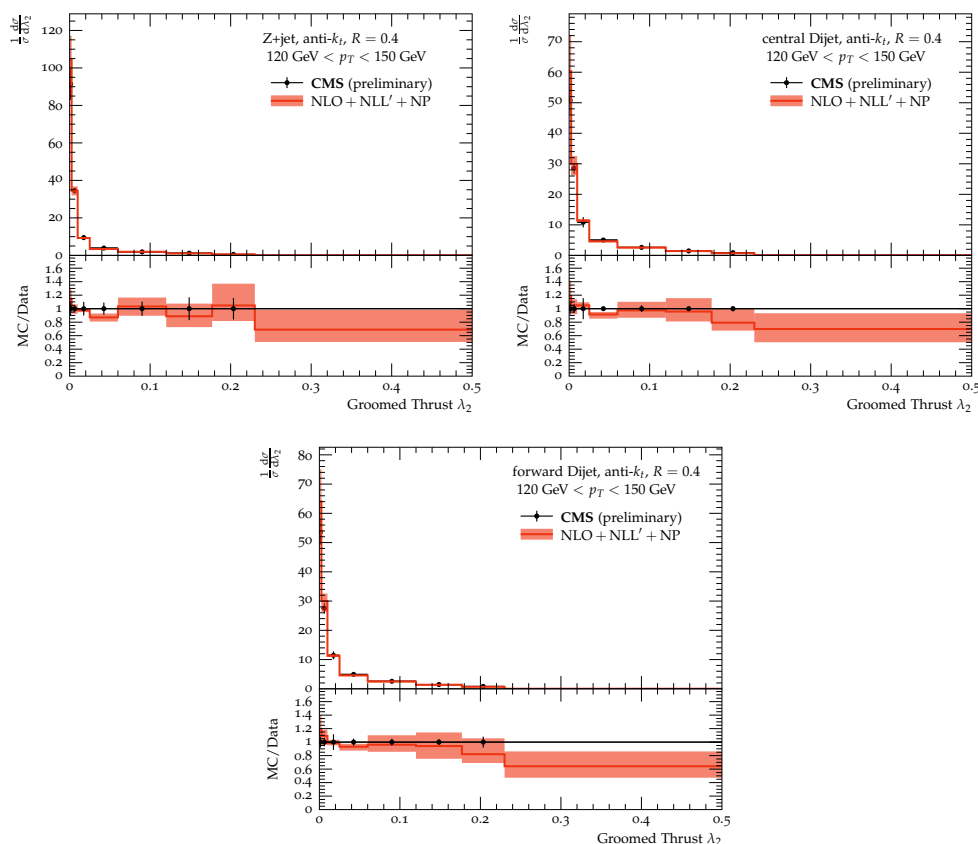 1/σ dσ/dλ₂
Z+jet, anti-kₜ, R = 0.4
120 GeV < p_T < 150 GeV
CMS (preliminary)
NLO + NLL′ + NP
120
100
80
60
40
20
0
MC/Data
1.6
1.4
1.2
1
0.8
0.6
0.4
0.2
0
0 0.1 0.2 0.3 0.4 0.5
Groomed Thrust λ₂
1/σ dσ/dλ₂
central Dijet, anti-kₜ, R = 0.4
120 GeV < p_T < 150 GeV
CMS (preliminary)
NLO + NLL′ + NP
70
60
50
40
30
20
10
0
MC/Data
1.6
1.4
1.2
1
0.8
0.6
0.4
0.2
0
0 0.1 0.2 0.3 0.4 0.5
Groomed Thrust λ₂
1/σ dσ/dλ₂
forward Dijet, anti-kₜ, R = 0.4
120 GeV < p_T < 150 GeV
CMS (preliminary)
NLO + NLL′ + NP
80
70
60
50
40
30
20
10
0
MC/Data
1.6
1.4
1.2
1
0.8
0.6
0.4
0.2
0
0 0.1 0.2 0.3 0.4 0.5
Groomed Thrust λ₂